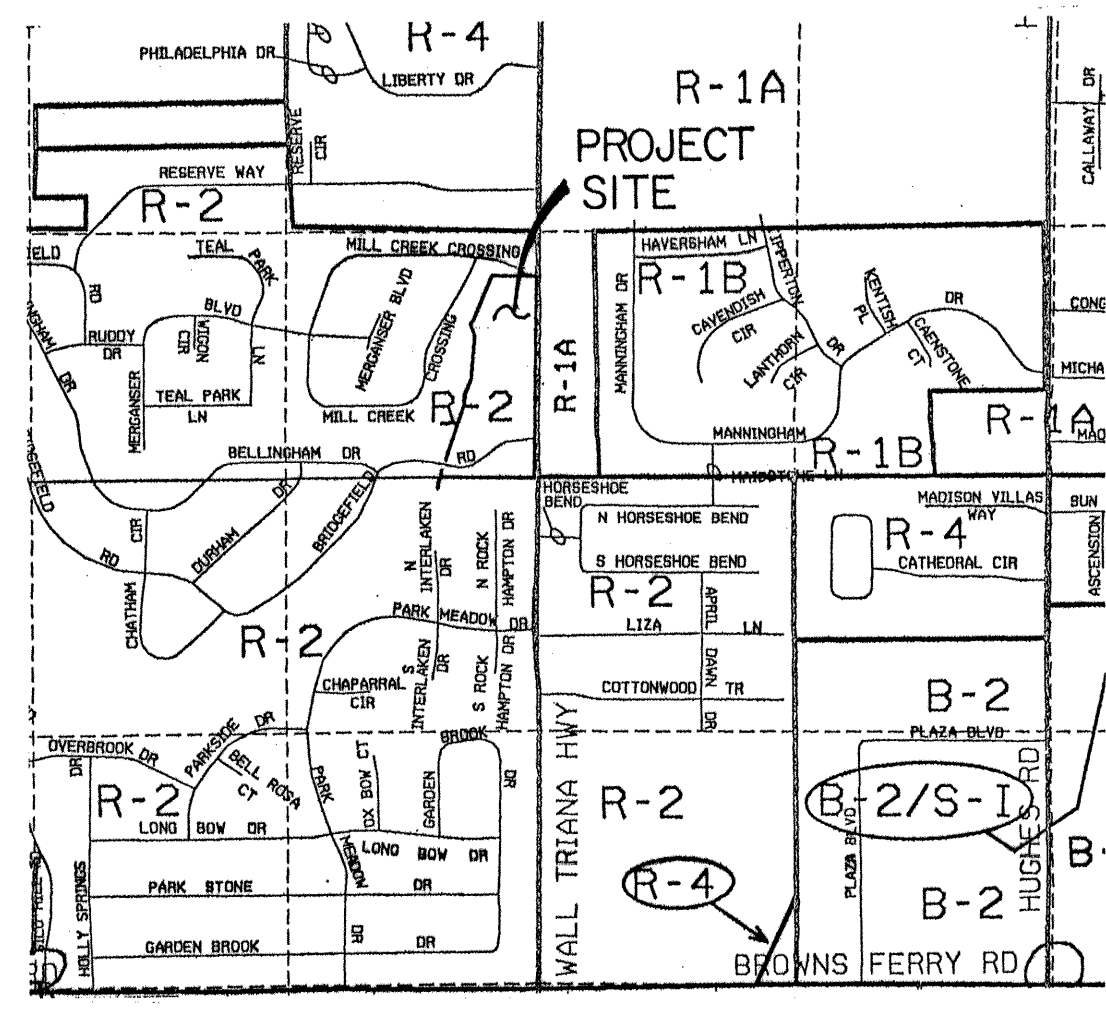 R-4
PHILADELPHIA DR
LIBERTY DR
R-1A
CALLAWAY DR
RESERVE CIR
PROJECT
SITE
RESERVE WAY
R-2
TEAL PARK LN
MILL CREEK CROSSING
HAVERSHAM LN
R-1B
MANNINGHAM DR
KENTISH PL
DR
CONG
RD
BLVD
WIGON CIR
MERGANSER BLVD
CROSSING
CAVENDISH CIR
LANTHORN CIR
DR
CAENSTONE CT
RUDDY DR
DR
MERGANSER
TEAL PARK LN
MILL CREEK
R-2
R-1A
MICHA
R-1A
MANNINGHAM
R-1B
BELLINGHAM DR
RD
MAIDSTONE LN
HORSESHOE BEND
N HORSESHOE BEND
MADISON VILLAS WAY
BUN
R-4
CIR
DURHAM DR
BRIDGEFIELD
RD
N INTERLAKEN DR
N ROCK
HAMPTON DR
S HORSESHOE BEND
CATHEDRAL CIR
ASCENSION
CHATHAM
R-2
PARK MEADOW DR
R-2
LIZA LN
APRIL DAWN DR
S INTERLAKEN DR
S ROCK
HAMPTON DR
CHAPARRAL CIR
COTTONWOOD TR
B-2
OVERBROOK DR
PARKSIDE DR
BROOK
PLAZA BLVD
BELL ROSA CT
PARK MEADOW DR
OX BOW CT
GARDEN
DR
R-2
R-2
B-2/S-I
HUGHES RD
LONG BOW DR
LONG BOW DR
WALL TRIANA HWY
PLAZA BLVD
R-4
B-2
DR
HOLLY SPRINGS
PARK STONE DR
GARDEN BROOK DR
BROWNS FERRY RD